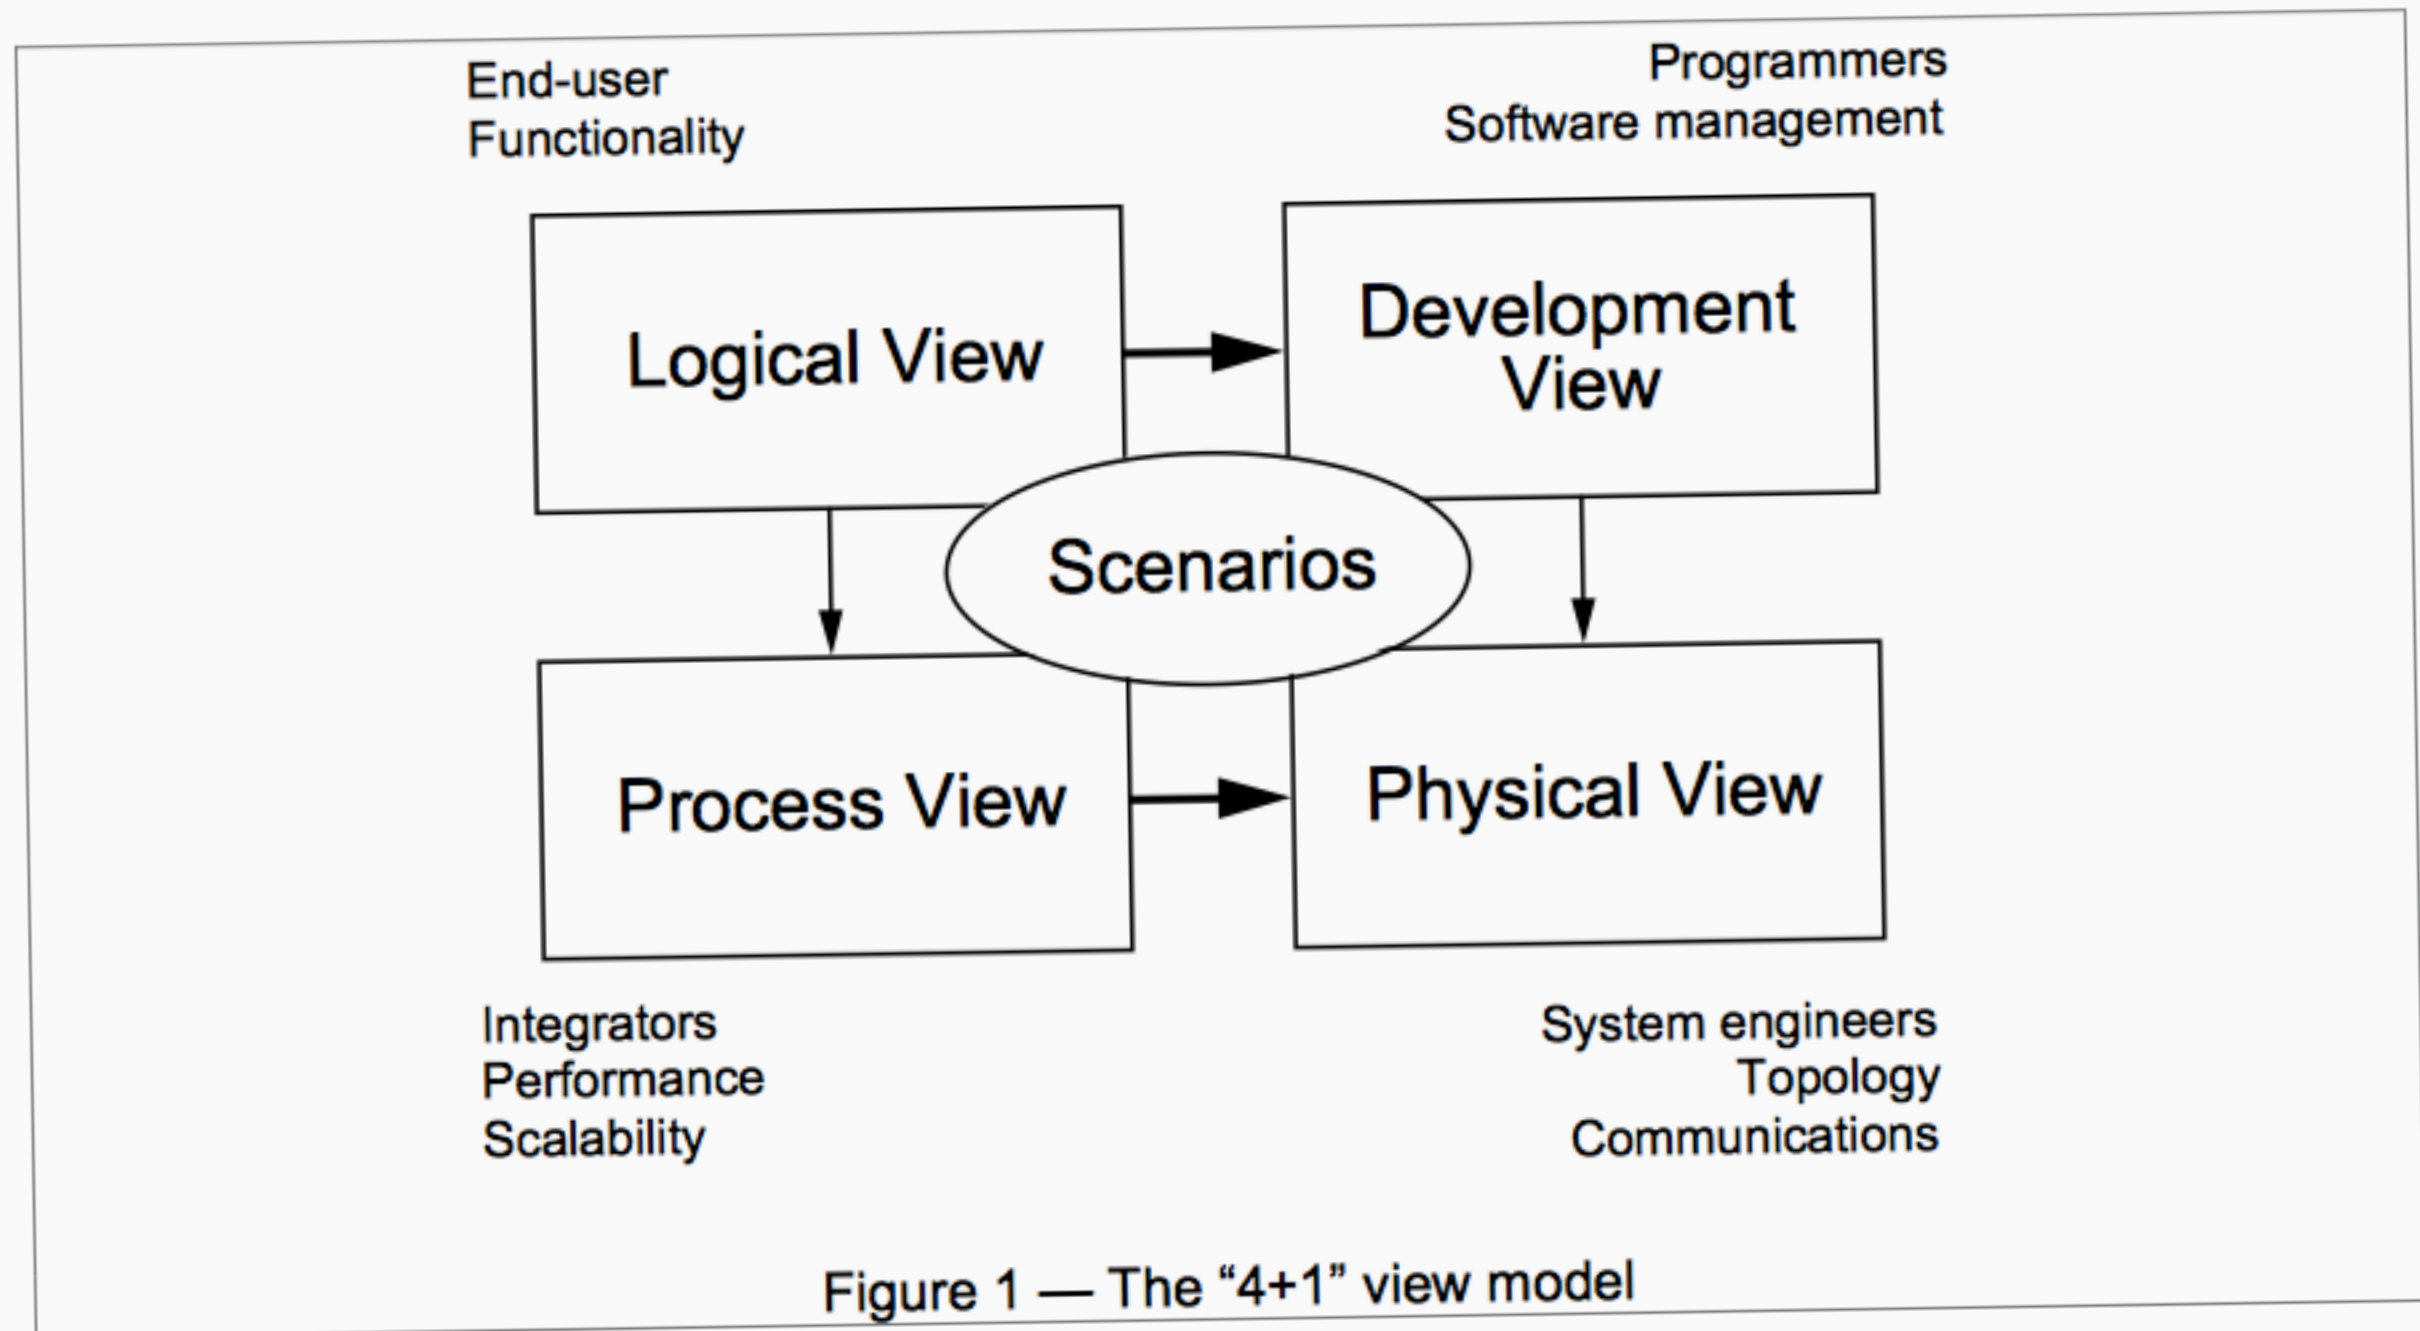 End-user
Functionality
Programmers
Software management
Logical View
Development
View
Scenarios
Process View
Physical View
Integrators
Performance
Scalability
System engineers
Topology
Communications
Figure 1 — The “4+1” view model